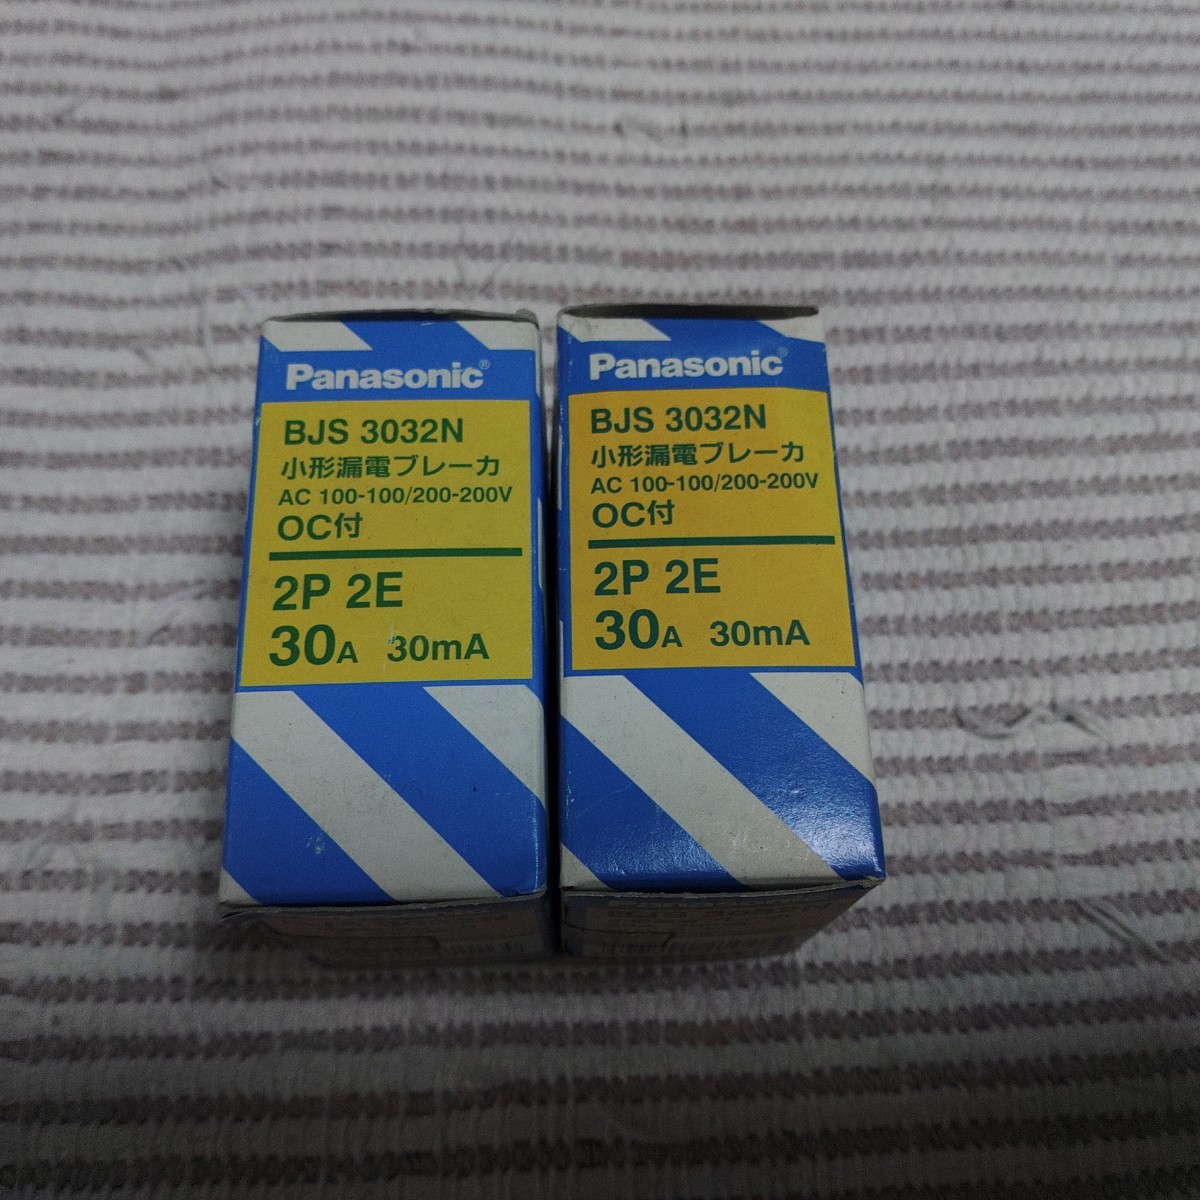 Panasonic®
BJS 3032N
小形漏電ブレーカ
AC 100-100/200-200V
OC付
2P 2E
30A 30mA
Panasonic®
BJS 3032N
小形漏電ブレーカ
AC 100-100/200-200V
OC付
2P 2E
30A 30mA